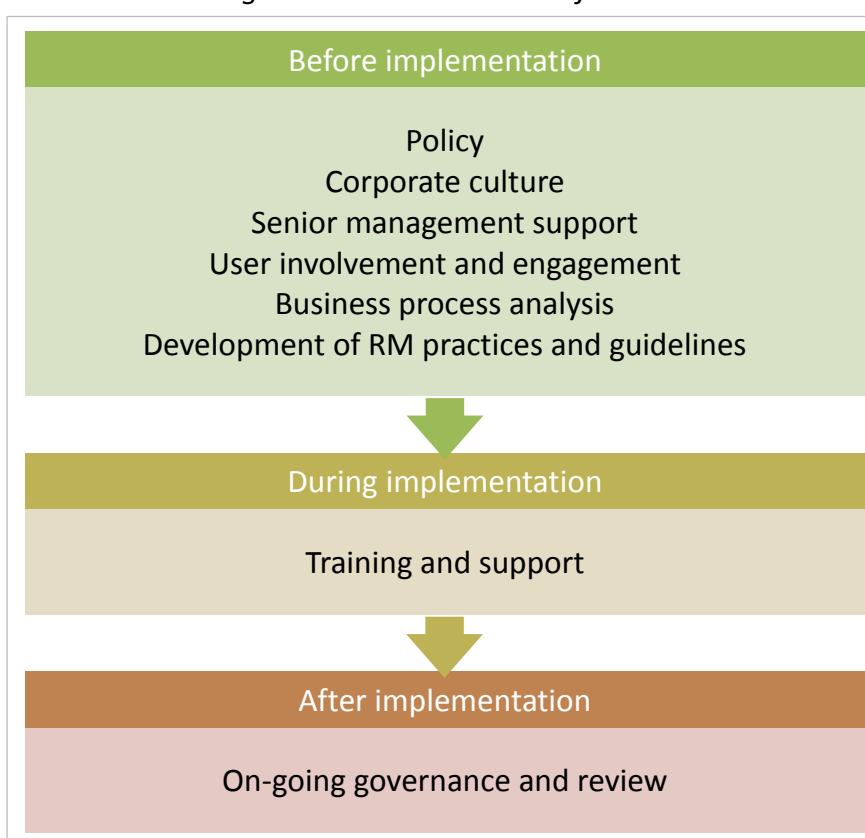 Before implementation
Policy
Corporate culture
Senior management support
User involvement and engagement
Business process analysis
Development of RM practices and guidelines
During implementation
Training and support
After implementation
On-going governance and review